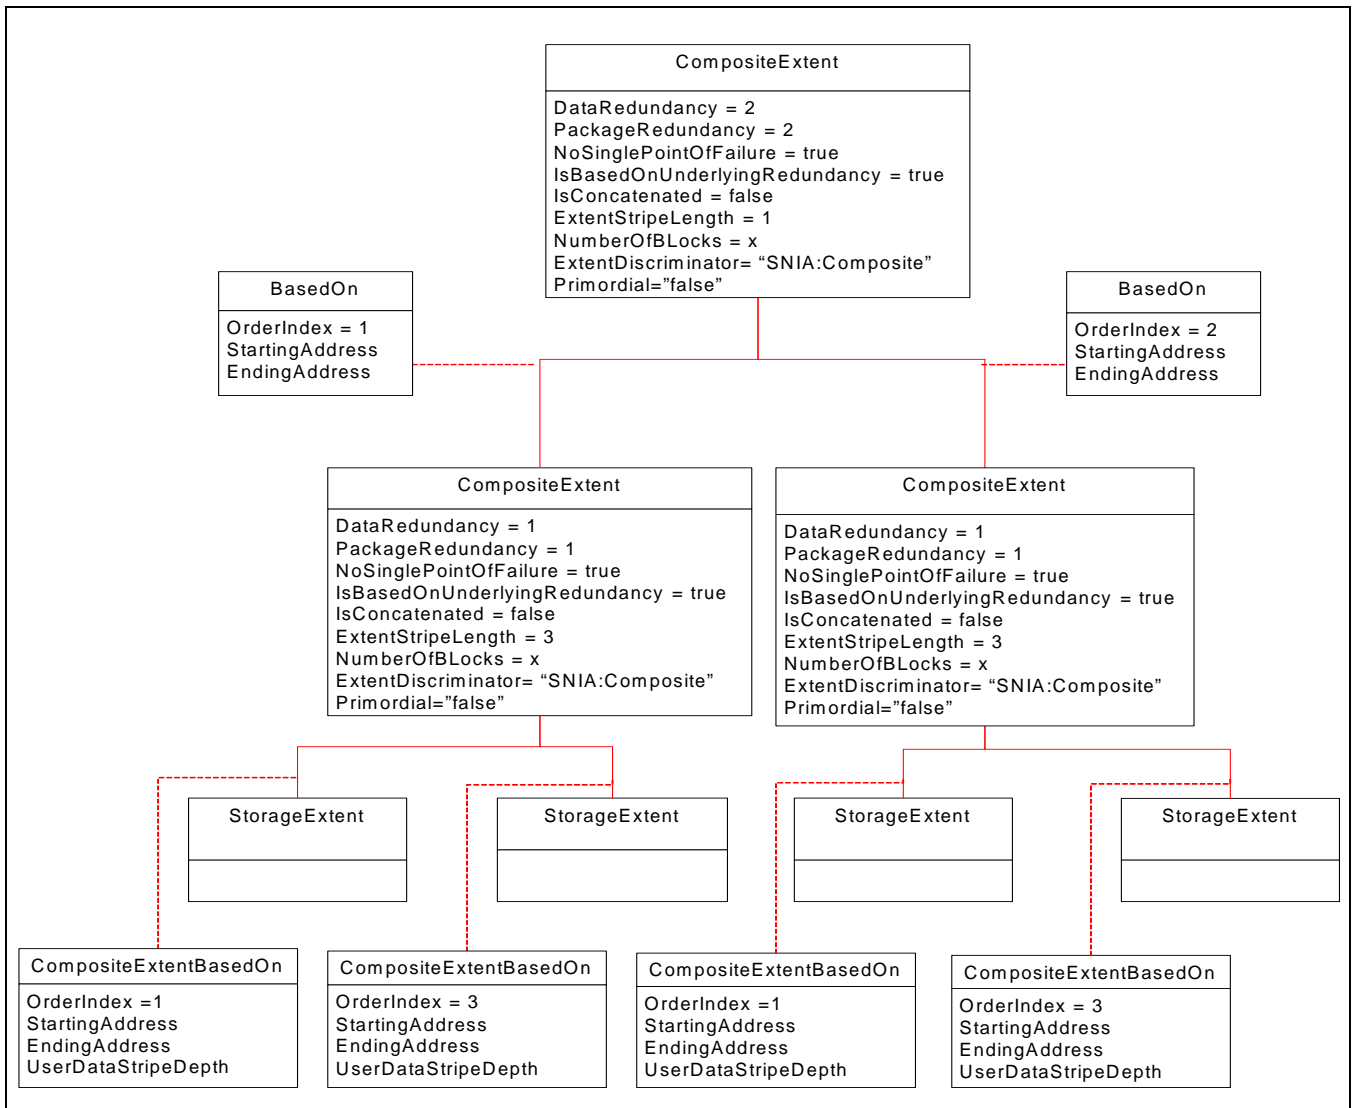 CompositeExtent
DataRedundancy = 2
PackageRedundancy = 2
NoSinglePointOfFailure = true
IsBasedOnUnderlyingRedundancy = true
IsConcatenated = false
ExtentStripeLength = 1
NumberOfBLocks = x
ExtentDiscriminator= “SNIA:Composite”
Primordial=”false”
BasedOn
OrderIndex = 1
StartingAddress
EndingAddress
BasedOn
OrderIndex = 2
StartingAddress
EndingAddress
CompositeExtent
DataRedundancy = 1
PackageRedundancy = 1
NoSinglePointOfFailure = true
IsBasedOnUnderlyingRedundancy = true
IsConcatenated = false
ExtentStripeLength = 3
NumberOfBLocks = x
ExtentDiscriminator= “SNIA:Composite”
Primordial=”false”
CompositeExtent
DataRedundancy = 1
PackageRedundancy = 1
NoSinglePointOfFailure = true
IsBasedOnUnderlyingRedundancy = true
IsConcatenated = false
ExtentStripeLength = 3
NumberOfBLocks = x
ExtentDiscriminator= “SNIA:Composite”
Primordial=”false”
StorageExtent
StorageExtent
StorageExtent
StorageExtent
CompositeExtentBasedOn
OrderIndex =1
StartingAddress
EndingAddress
UserDataStripeDepth
CompositeExtentBasedOn
OrderIndex = 3
StartingAddress
EndingAddress
UserDataStripeDepth
CompositeExtentBasedOn
OrderIndex =1
StartingAddress
EndingAddress
UserDataStripeDepth
CompositeExtentBasedOn
OrderIndex = 3
StartingAddress
EndingAddress
UserDataStripeDepth